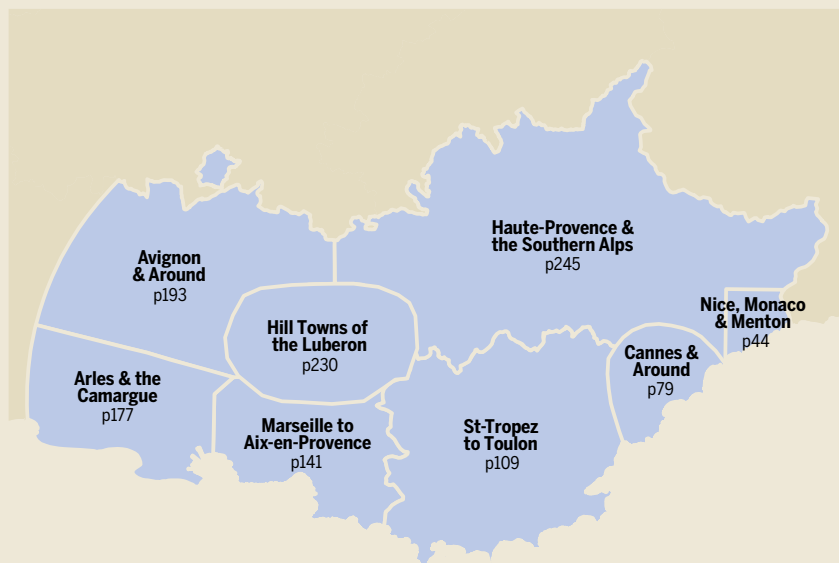 Haute-Provence &
the Southern Alps
p245
Avignon
& Around
p193
Nice, Monaco
& Menton
p44
Hill Towns of
the Luberon
p230
Cannes &
Around
p79
Arles & the
Camargue
p177
Marseille to
Aix-en-Provence
p141
St-Tropez
to Toulon
p109